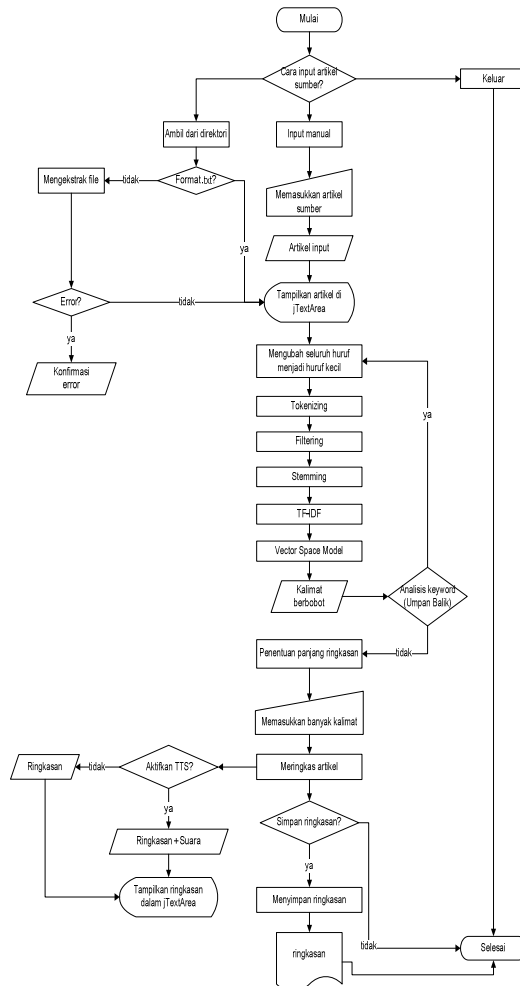 Mulai
Cara input artikel
sumber?
Keluar
Ambil dari direktori
Input manual
Mengekstrak file
tidak
Format.txt?
Memasukkan artikel
sumber
ya
Artikel input
Error?
tidak
Tampilkan artikel di
jTextArea
ya
Konfirmasi
error
Mengubah seluruh huruf
menjadi huruf kecil
Tokenizing
ya
Filtering
Stemming
TF-IDF
Vector Space Model
Kalimat
berbobot
Analisis keyword
(Umpan Balik)
Penentuan panjang ringkasan
tidak
Memasukkan banyak kalimat
Ringkasan
tidak
Aktifkan TTS?
Meringkas artikel
ya
Simpan ringkasan?
Ringkasan + Suara
ya
Tampilkan ringkasan
dalam jTextArea
Menyimpan ringkasan
tidak
ringkasan
Selesai